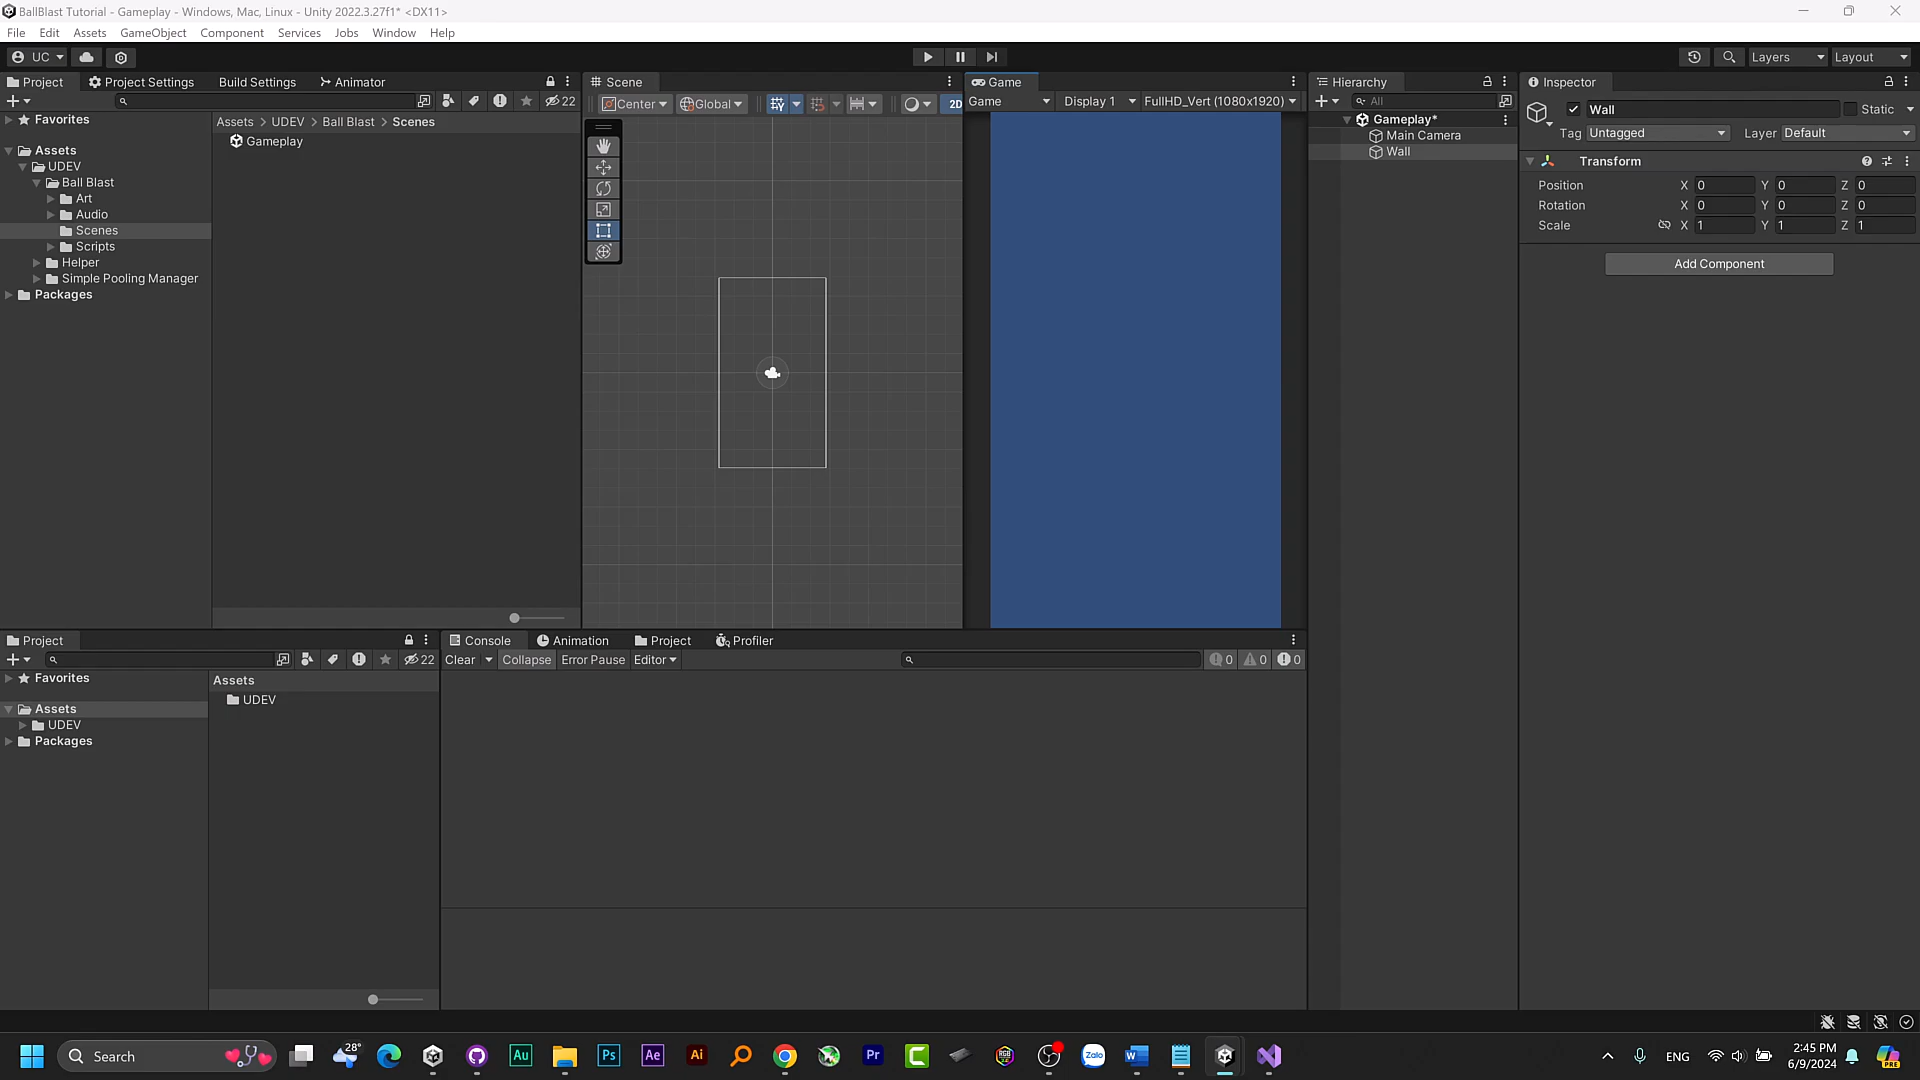 BallBlast Tutorial - Gameplay - Windows, Mac, Linux - Unity 2022.3.27f1* <DX11>
File Edit Assets GameObject Component Services Jobs Window Help
UC Layers Layout
Project Project Settings Build Settings Animator
22
Favorites
Assets
UDEV
Ball Blast
Art
Audio
Scenes
Scripts
Helper
Simple Pooling Manager
Packages
Assets > UDEV > Ball Blast > Scenes
Gameplay
Scene
Center Global 2D
Game
Game Display 1 FullHD_Vert (1080x1920)
Hierarchy
All
Gameplay*
Main Camera
Wall
Inspector
Wall Static
Tag Untagged Layer Default
Transform
Position X 0 Y 0 Z 0
Rotation X 0 Y 0 Z 0
Scale X 1 Y 1 Z 1
Add Component
Project
22
Favorites
Assets
UDEV
Packages
Assets
UDEV
Console Animation Project Profiler
Clear Collapse Error Pause Editor 0 0 0
Search 28° Au Ps Ae Ai Pr Zalo ENG 2:45 PM
6/9/2024
PRE